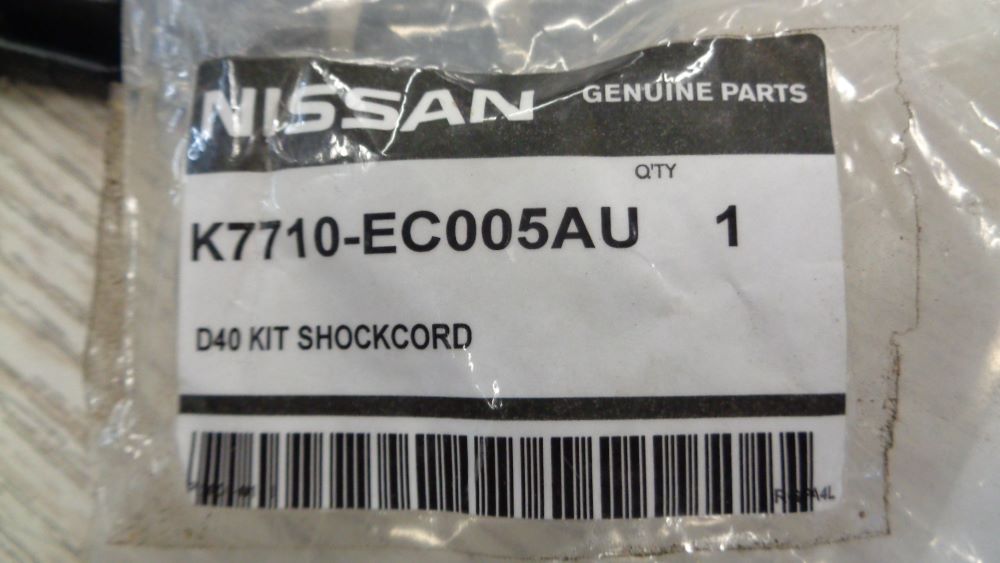 NISSAN GENUINE PARTS
Q'TY
K7710-EC005AU 1
D40 KIT SHOCKCORD